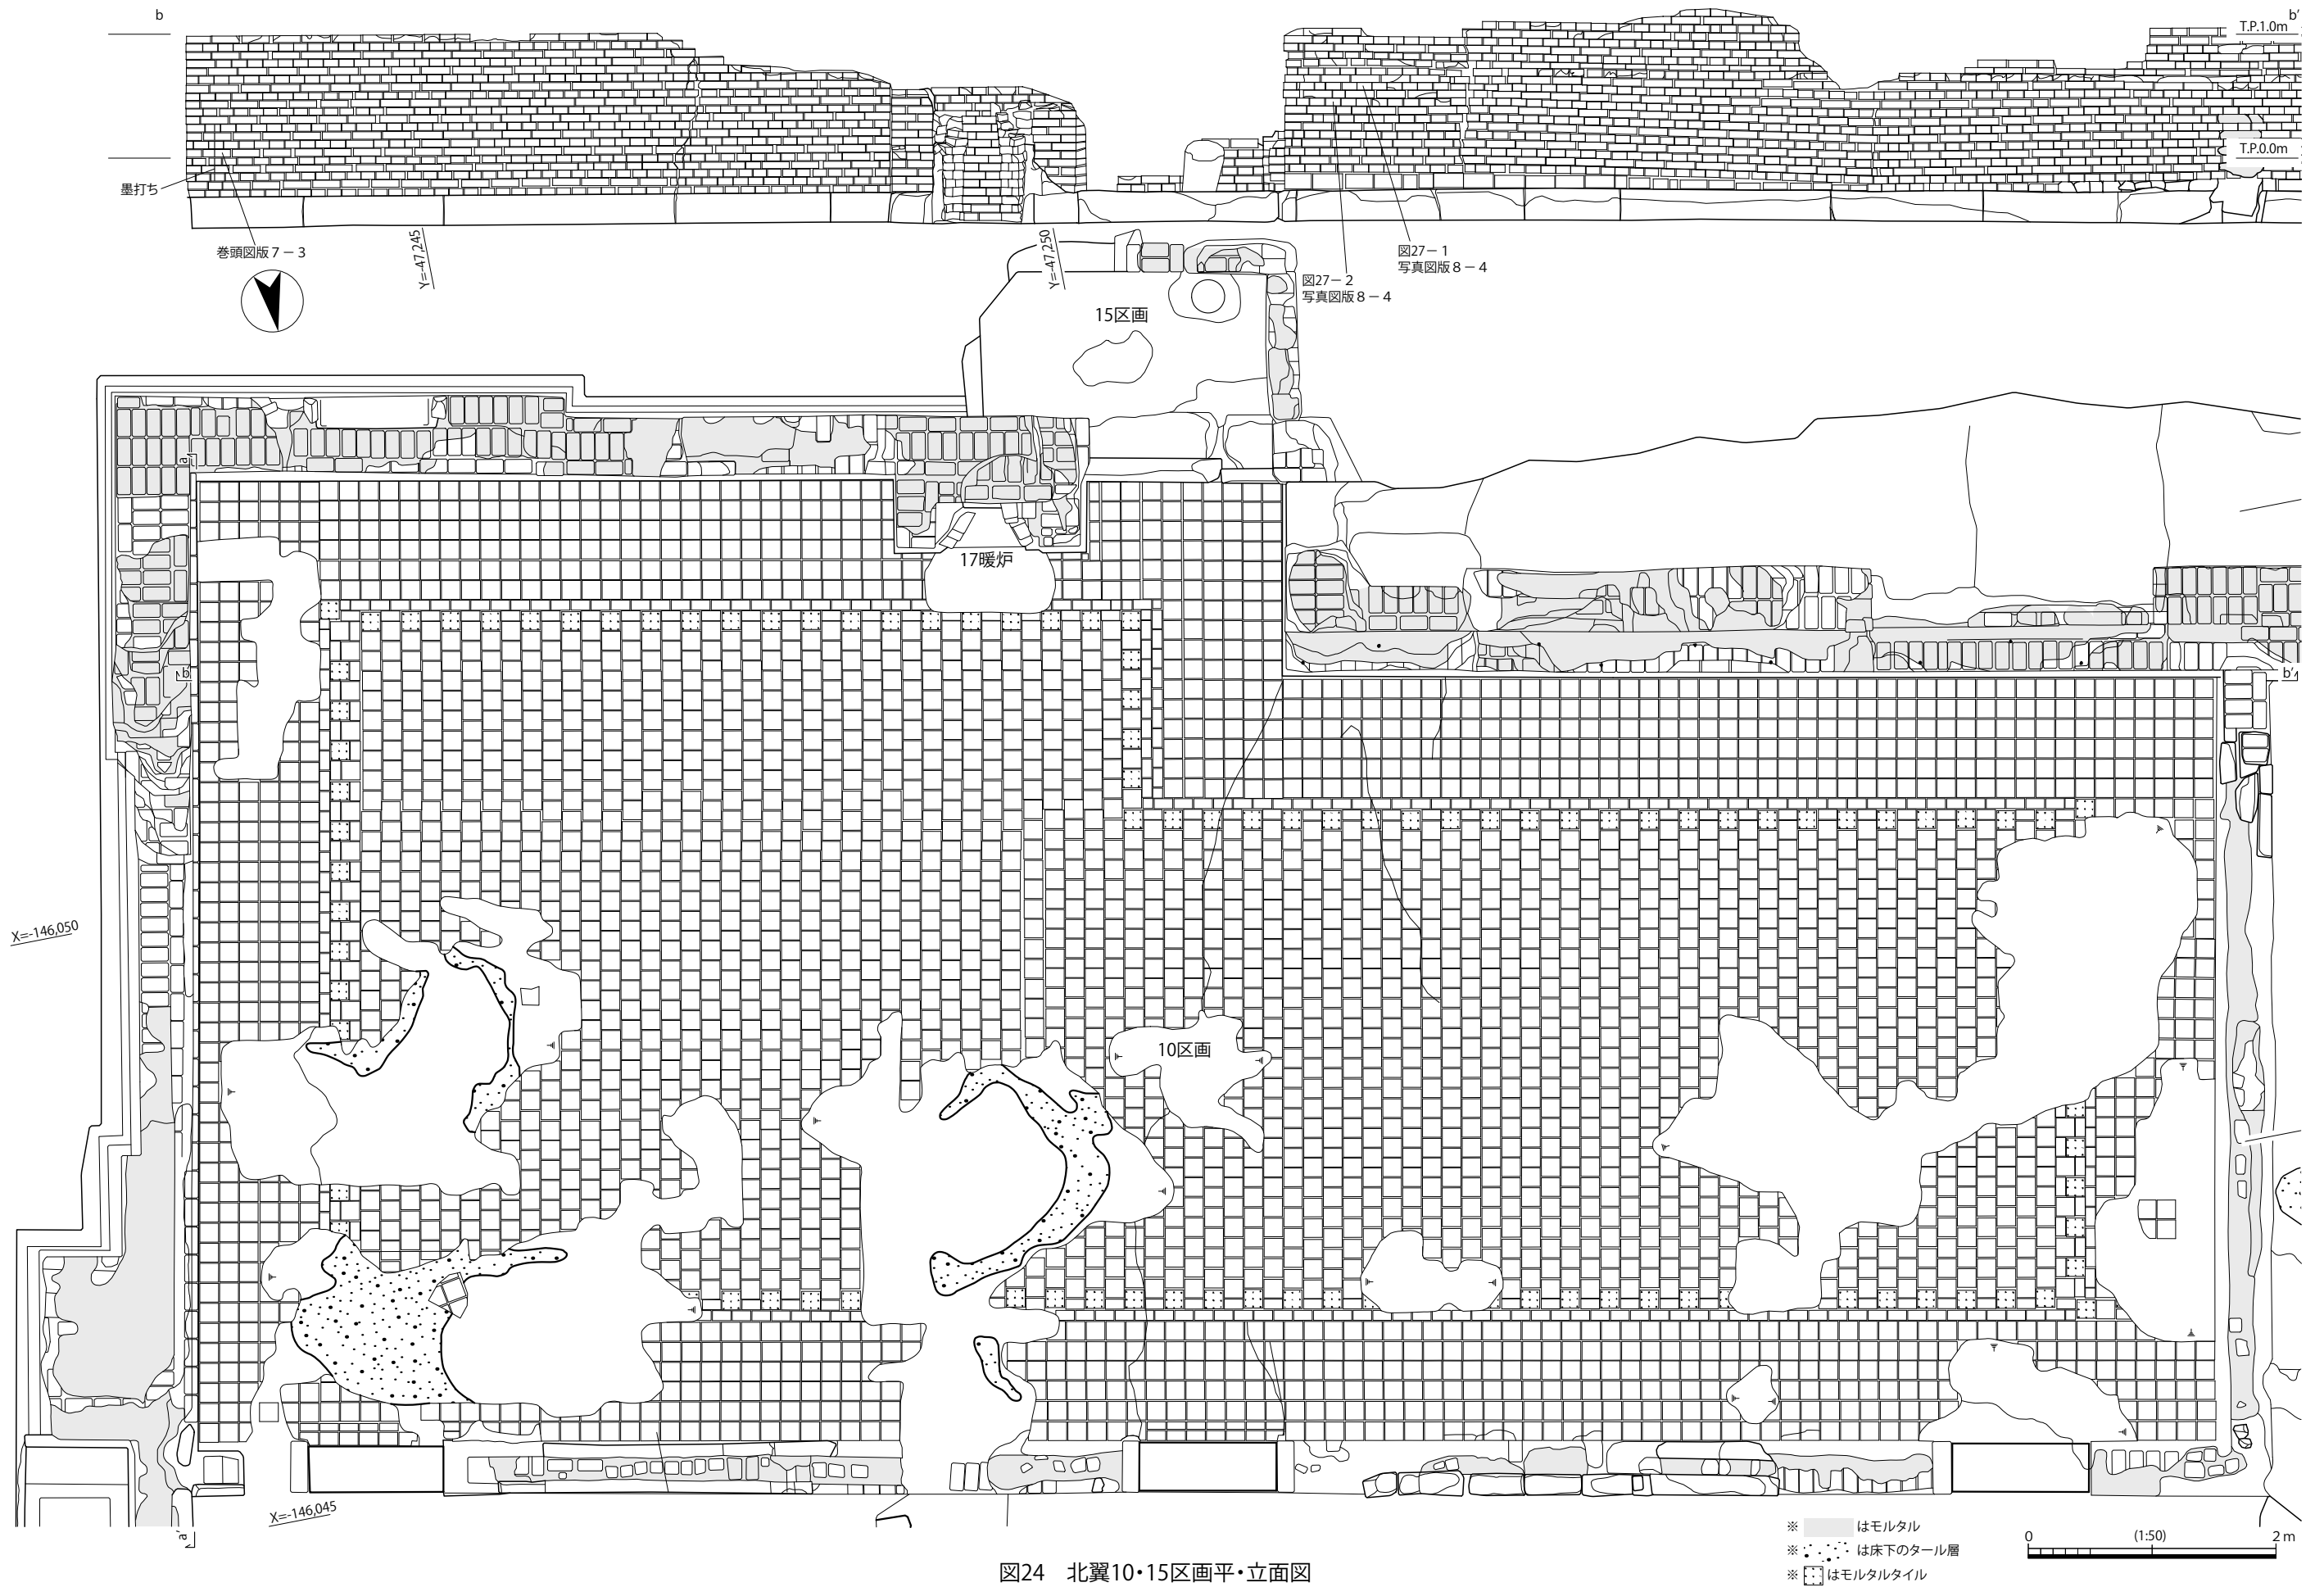 b
b’
T.P.1.0m
T.P.0.0m
墨打ち
巻頭図版７－３
Y=-47,245
Y=-47,250
図27－１
写真図版８－４
図27－２
写真図版８－４
15区画
a
17暖炉
b
b’
X=-146,050
10区画
X=-146,045
a’
※ はモルタル
※ は床下のタール層
※ はモルタルタイル
0 (1:50) 2 m
図24　北翼10・15区画平・立面図